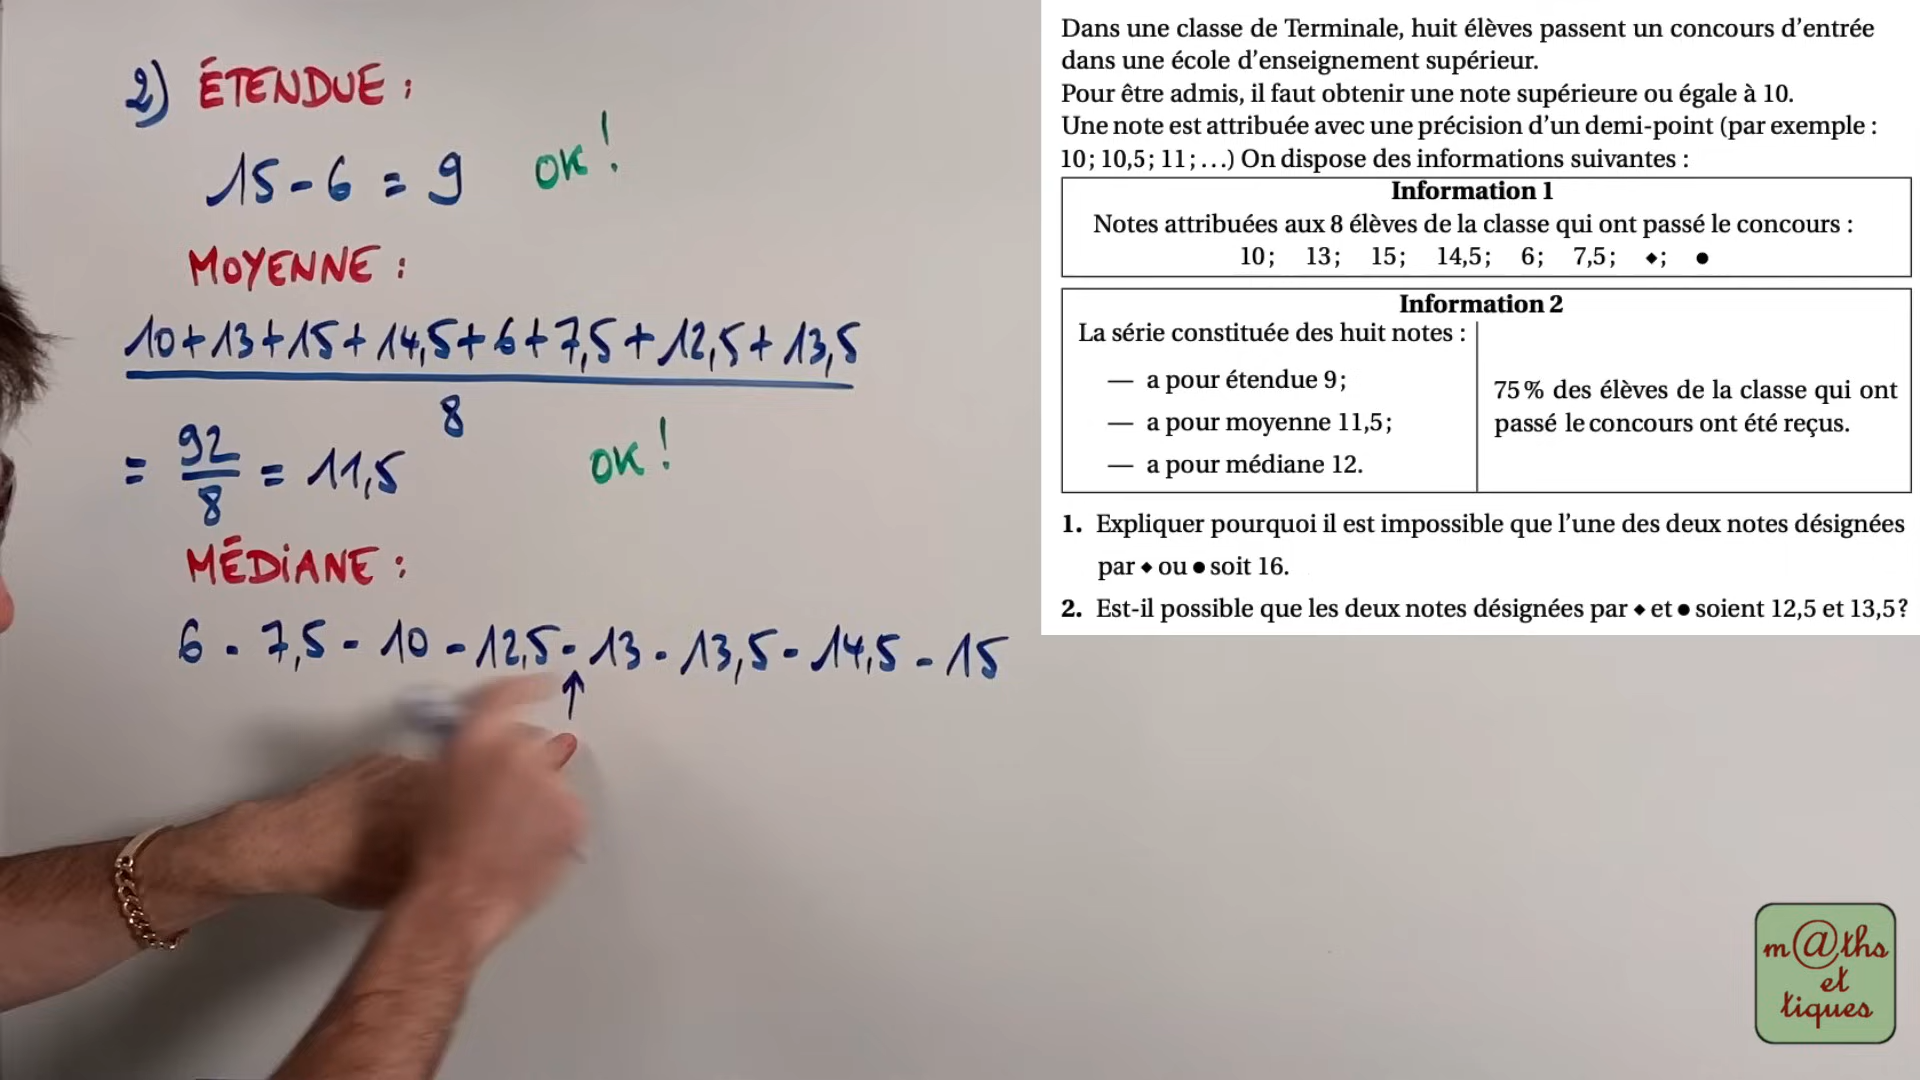 2) ÉTENDUE :
15 - 6 = 9 OK !
MOYENNE :
10+13+15+14,5+6+7,5+12,5+13,5
8
= 92/8 = 11,5 OK !
MÉDIANE :
6 - 7,5 - 10 - 12,5 - 13 - 13,5 - 14,5 - 15
↑
Dans une classe de Terminale, huit élèves passent un concours d’entrée
dans une école d’enseignement supérieur.
Pour être admis, il faut obtenir une note supérieure ou égale à 10.
Une note est attribuée avec une précision d’un demi-point (par exemple :
10 ; 10,5 ; 11 ; …) On dispose des informations suivantes :
Information 1
Notes attribuées aux 8 élèves de la classe qui ont passé le concours :
10 ; 13 ; 15 ; 14,5 ; 6 ; 7,5 ; ♦ ; ●
Information 2
La série constituée des huit notes :
— a pour étendue 9 ;
— a pour moyenne 11,5 ;
— a pour médiane 12.
75 % des élèves de la classe qui ont
passé le concours ont été reçus.
1. Expliquer pourquoi il est impossible que l’une des deux notes désignées
par ♦ ou ● soit 16.
2. Est-il possible que les deux notes désignées par ♦ et ● soient 12,5 et 13,5 ?
m@ths
et
tiques